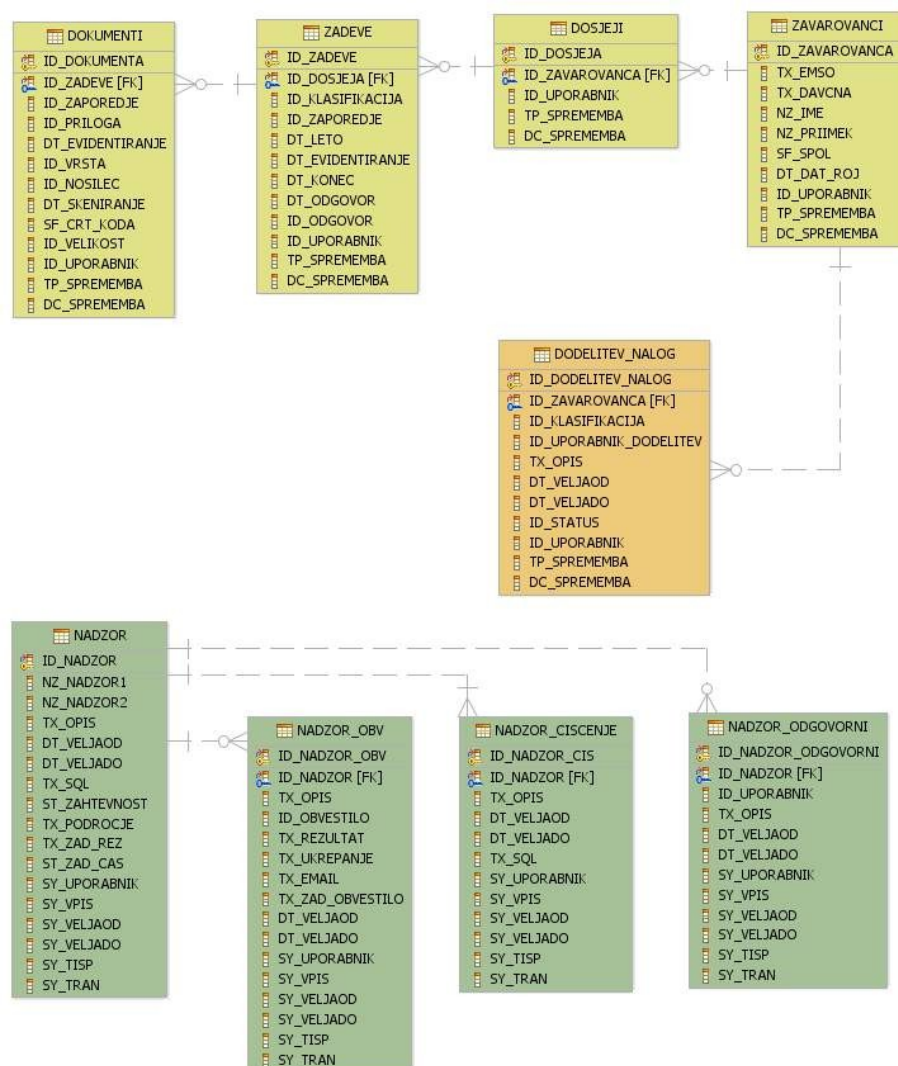 DOKUMENTI
ID_DOKUMENTA
ID_ZADEVE [FK]
ID_ZAPOREDJE
ID_PRILOGA
DT_EVIDENTIRANJE
ID_VRSTA
ID_NOSILEC
DT_SKENIRANJE
SF_CRT_KODA
ID_VELIKOST
ID_UPORABNIK
TP_SPREMEMBA
DC_SPREMEMBA
ZADEVE
ID_ZADEVE
ID_DOSJEJA [FK]
ID_KLASIFIKACIJA
ID_ZAPOREDJE
DT_LETO
DT_EVIDENTIRANJE
DT_KONEC
DT_ODGOVOR
ID_ODGOVOR
ID_UPORABNIK
TP_SPREMEMBA
DC_SPREMEMBA
DOSJEJI
ID_DOSJEJA
ID_ZAVAROVANCA [FK]
ID_UPORABNIK
TP_SPREMEMBA
DC_SPREMEMBA
ZAVAROVANCI
ID_ZAVAROVANCA
TX_EMSO
TX_DAVCNA
NZ_IME
NZ_PRIIMEK
SF_SPOL
DT_DAT_ROJ
ID_UPORABNIK
TP_SPREMEMBA
DC_SPREMEMBA
DODELITEV_NALOG
ID_DODELITEV_NALOG
ID_ZAVAROVANCA [FK]
ID_KLASIFIKACIJA
ID_UPORABNIK_DODELITEV
TX_OPIS
DT_VELJAOD
DT_VELJADO
ID_STATUS
ID_UPORABNIK
TP_SPREMEMBA
DC_SPREMEMBA
NADZOR
ID_NADZOR
NZ_NADZOR1
NZ_NADZOR2
TX_OPIS
DT_VELJAOD
DT_VELJADO
TX_SQL
ST_ZAHTEVNOST
TX_PODROCJE
TX_ZAD_REZ
ST_ZAD_CAS
SY_UPORABNIK
SY_VPIS
SY_VELJAOD
SY_VELJADO
SY_TISP
SY_TRAN
NADZOR_OBV
ID_NADZOR_OBV
ID_NADZOR [FK]
TX_OPIS
ID_OBVESTILO
TX_REZULTAT
TX_UKREPANJE
TX_EMAIL
TX_ZAD_OBVESTILO
DT_VELJAOD
DT_VELJADO
SY_UPORABNIK
SY_VPIS
SY_VELJAOD
SY_VELJADO
SY_TISP
SY_TRAN
NADZOR_CISCENJE
ID_NADZOR_CIS
ID_NADZOR [FK]
TX_OPIS
DT_VELJAOD
DT_VELJADO
TX_SQL
SY_UPORABNIK
SY_VPIS
SY_VELJAOD
SY_VELJADO
SY_TISP
SY_TRAN
NADZOR_ODGOVORNI
ID_NADZOR_ODGOVORNI
ID_NADZOR [FK]
ID_UPORABNIK
TX_OPIS
DT_VELJAOD
DT_VELJADO
SY_UPORABNIK
SY_VPIS
SY_VELJAOD
SY_VELJADO
SY_TISP
SY_TRAN